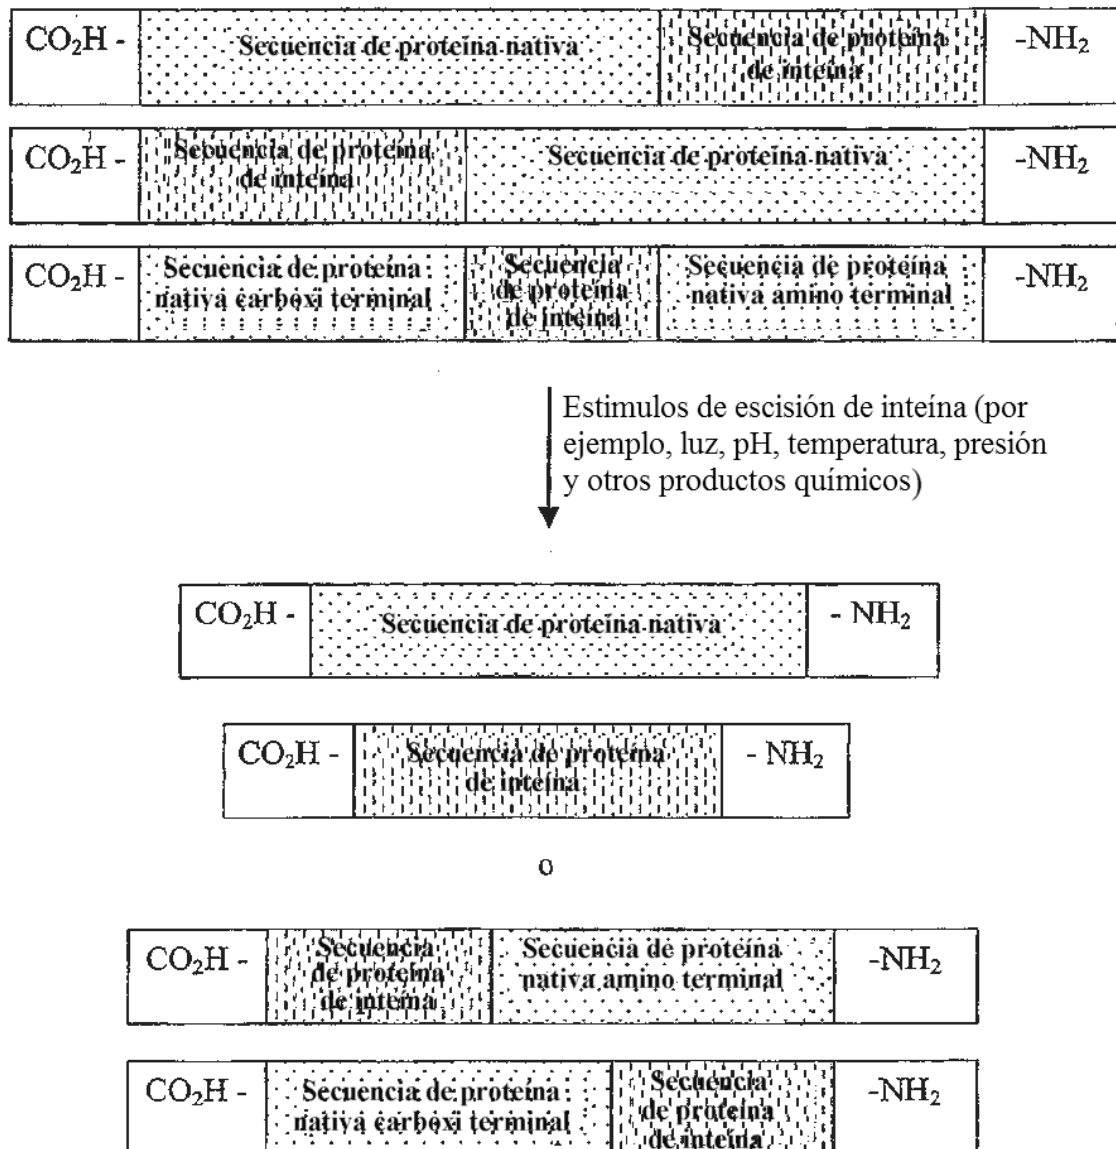 CO₂H - Secuencia de proteína nativa Secuencia de proteína -NH₂
de inteína
CO₂H - Secuencia de proteína Secuencia de proteína nativa -NH₂
de inteína
CO₂H - Secuencia de proteína Secuencia Secuencia de proteína -NH₂
nativa carboxi terminal de proteína nativa amino terminal
de inteína
Estimulos de escisión de inteína (por
ejemplo, luz, pH, temperatura, presión
y otros productos químicos)
CO₂H - Secuencia de proteína nativa - NH₂
CO₂H - Secuencia de proteína - NH₂
de inteína
o
CO₂H - Secuencia Secuencia de proteína -NH₂
de proteína nativa amino terminal
de inteína
CO₂H - Secuencia de proteína Secuencia -NH₂
nativa carboxi terminal de proteína
de inteína